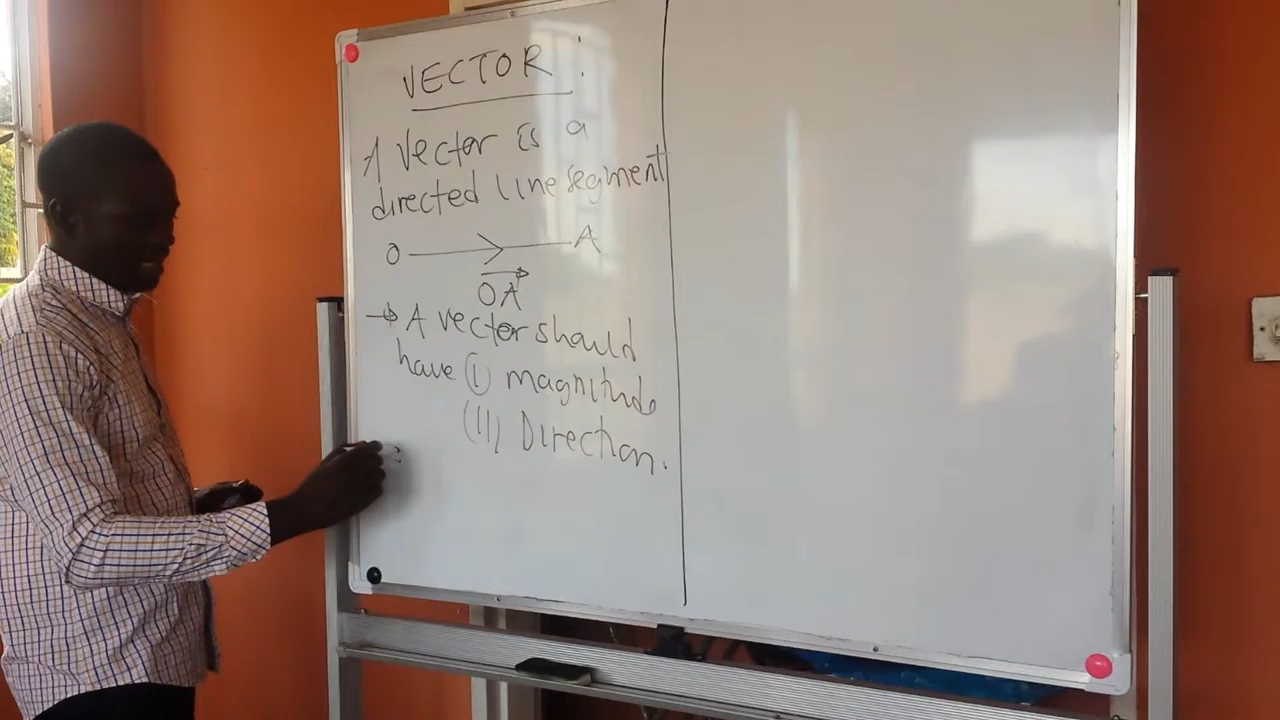 VECTOR:
A vector is a
directed line segment
O A
OA
→ A vector should
have (I) magnitude
(II) Direction.